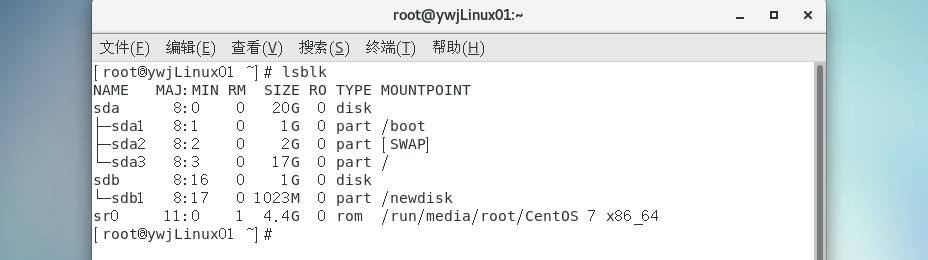 root@ywjLinux01:~
文件(F) 编辑(E) 查看(V) 搜索(S) 终端(T) 帮助(H)
[root@ywjLinux01 ~]# lsblk
NAME   MAJ:MIN RM  SIZE RO TYPE MOUNTPOINT
sda      8:0    0   20G  0 disk
├─sda1   8:1    0    1G  0 part /boot
├─sda2   8:2    0    2G  0 part [SWAP]
└─sda3   8:3    0   17G  0 part /
sdb      8:16   0    1G  0 disk
└─sdb1   8:17   0 1023M  0 part /newdisk
sr0     11:0    1  4.4G  0 rom  /run/media/root/CentOS 7 x86_64
[root@ywjLinux01 ~]#